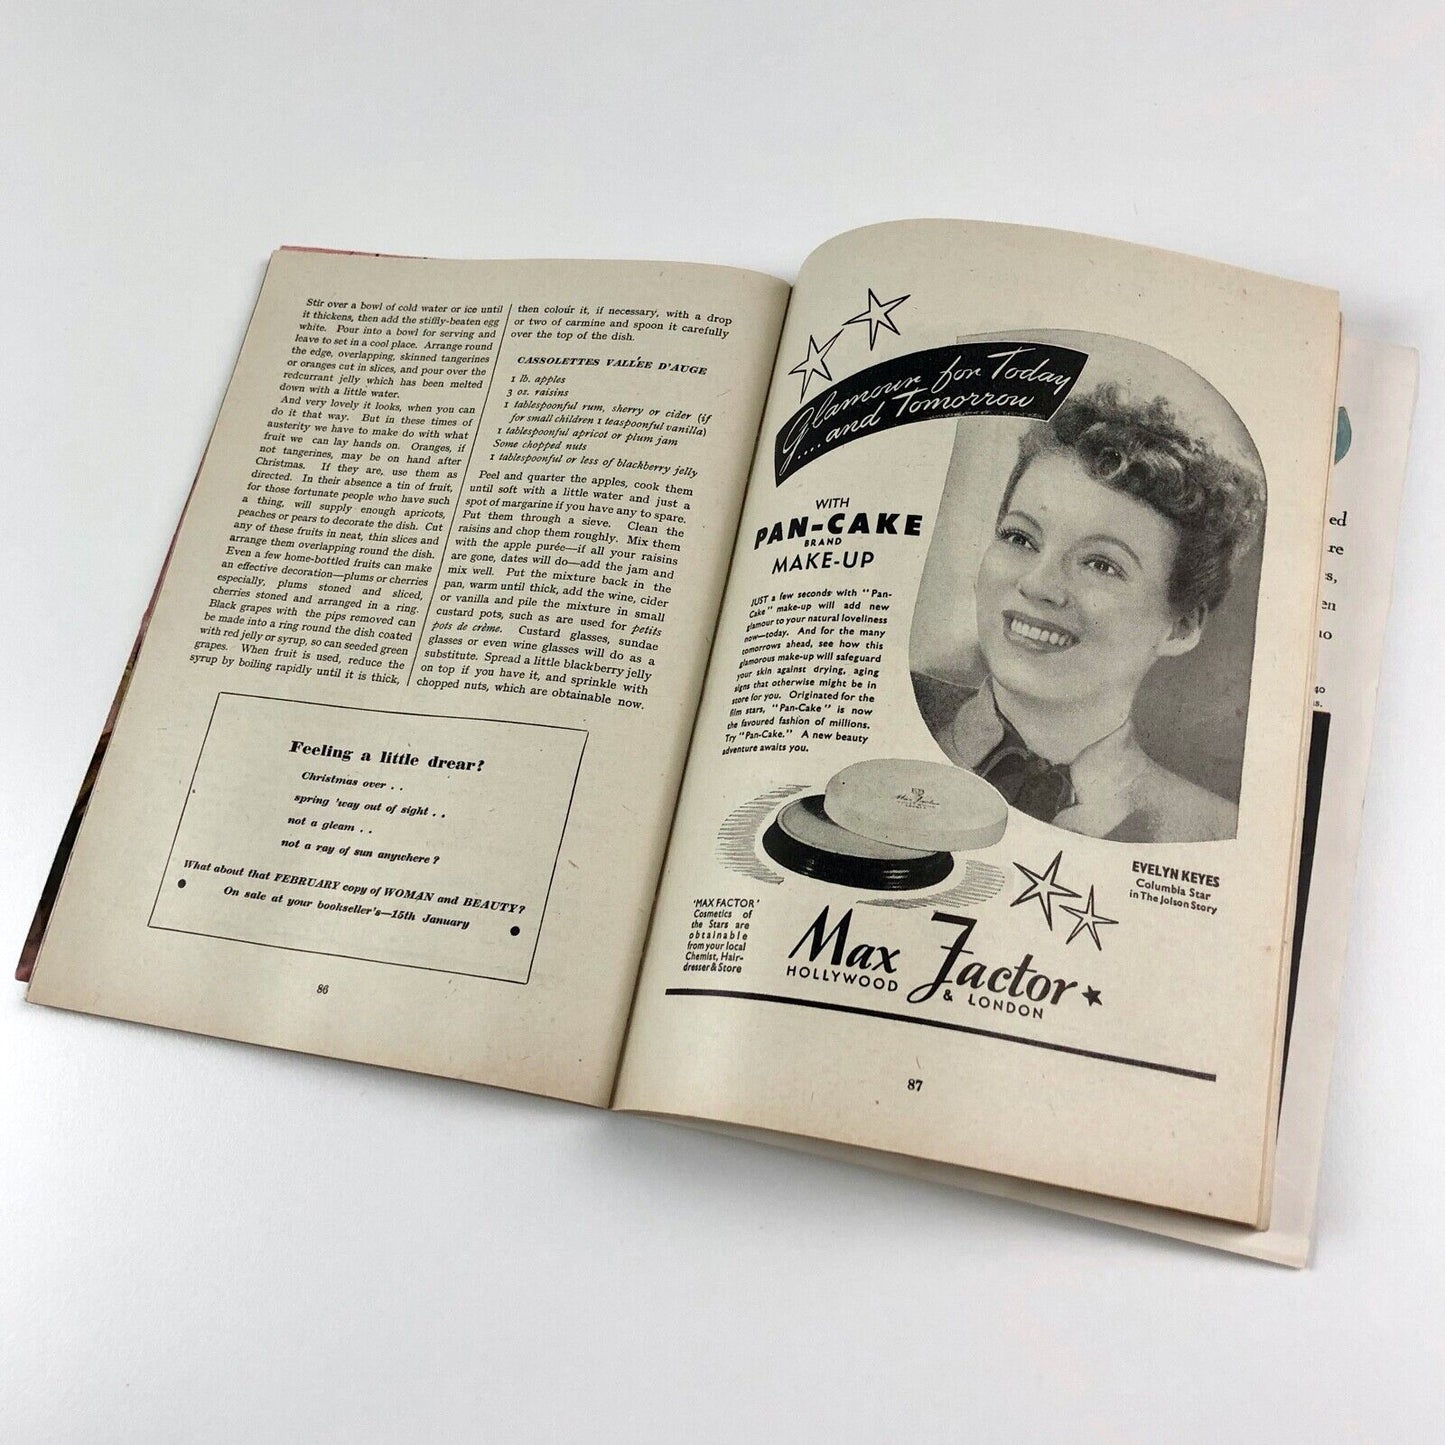 Stir over a bowl of cold water or ice until
it thickens, then add the stiffly-beaten egg
white. Pour into a bowl for serving and
leave to set in a cool place. Arrange round
the edge, overlapping, skinned tangerines
or oranges cut in slices, and pour over the
redcurrant jelly which has been melted
down with a little water.
And very lovely it looks, when you can
do it that way. But in these times of
austerity we have to make do with what
fruit we can lay hands on. Oranges, if
not tangerines, may be on hand after
Christmas. If they are, use them as
directed. In their absence a tin of fruit,
for those fortunate people who have such
a thing, will supply enough apricots,
peaches or pears to decorate the dish. Cut
any of these fruits in neat, thin slices and
arrange them overlapping round the dish.
Even a few home-bottled fruits can make
an effective decoration—plums or cherries
especially, plums stoned and sliced,
cherries stoned and arranged in a ring.
Black grapes with the pips removed can
be made into a ring round the dish coated
with red jelly or syrup, so can seeded green
grapes. When fruit is used, reduce the
syrup by boiling rapidly until it is thick,
then colour it, if necessary, with a drop
or two of carmine and spoon it carefully
over the top of the dish.
CASSOLETTES VALLÉE D'AUGE
1 lb. apples
3 oz. raisins
1 tablespoonful rum, sherry or cider (if
for small children 1 teaspoonful vanilla)
1 tablespoonful apricot or plum jam
Some chopped nuts
1 tablespoonful or less of blackberry jelly
Peel and quarter the apples, cook them
until soft with a little water and just a
spot of margarine if you have any to spare.
Put them through a sieve. Clean the
raisins and chop them roughly. Mix them
with the apple purée—if all your raisins
are gone, dates will do—add the jam and
mix well. Put the mixture back in the
pan, warm until thick, add the wine, cider
or vanilla and pile the mixture in small
custard pots, such as are used for petits
pots de crème. Custard glasses, sundae
glasses or even wine glasses will do as a
substitute. Spread a little blackberry jelly
on top if you have it, and sprinkle with
chopped nuts, which are obtainable now.
Feeling a little drear?
Christmas over . .
spring 'way out of sight . .
not a gleam . .
not a ray of sun anywhere?
What about that FEBRUARY copy of WOMAN and BEAUTY?
On sale at your bookseller's—15th January
86
Glamour for Today
.... and Tomorrow
WITH
PAN-CAKE
BRAND
MAKE-UP
JUST a few seconds with "Pan-
Cake" make-up will add new
glamour to your natural loveliness
now—today. And for the many
tomorrows ahead, see how this
glamorous make-up will safeguard
your skin against drying, aging
signs that otherwise might be in
store for you. Originated for the
film stars, "Pan-Cake" is now
the favoured fashion of millions.
Try "Pan-Cake." A new beauty
adventure awaits you.
Max Factor
EVELYN KEYES
Columbia Star
in The Jolson Story
'MAX FACTOR'
Cosmetics of
the Stars are
obtainable
from your local
Chemist, Hair-
dresser & Store
Max Factor
HOLLYWOOD & LONDON
87
ed
re
s,
en
no
40
s.